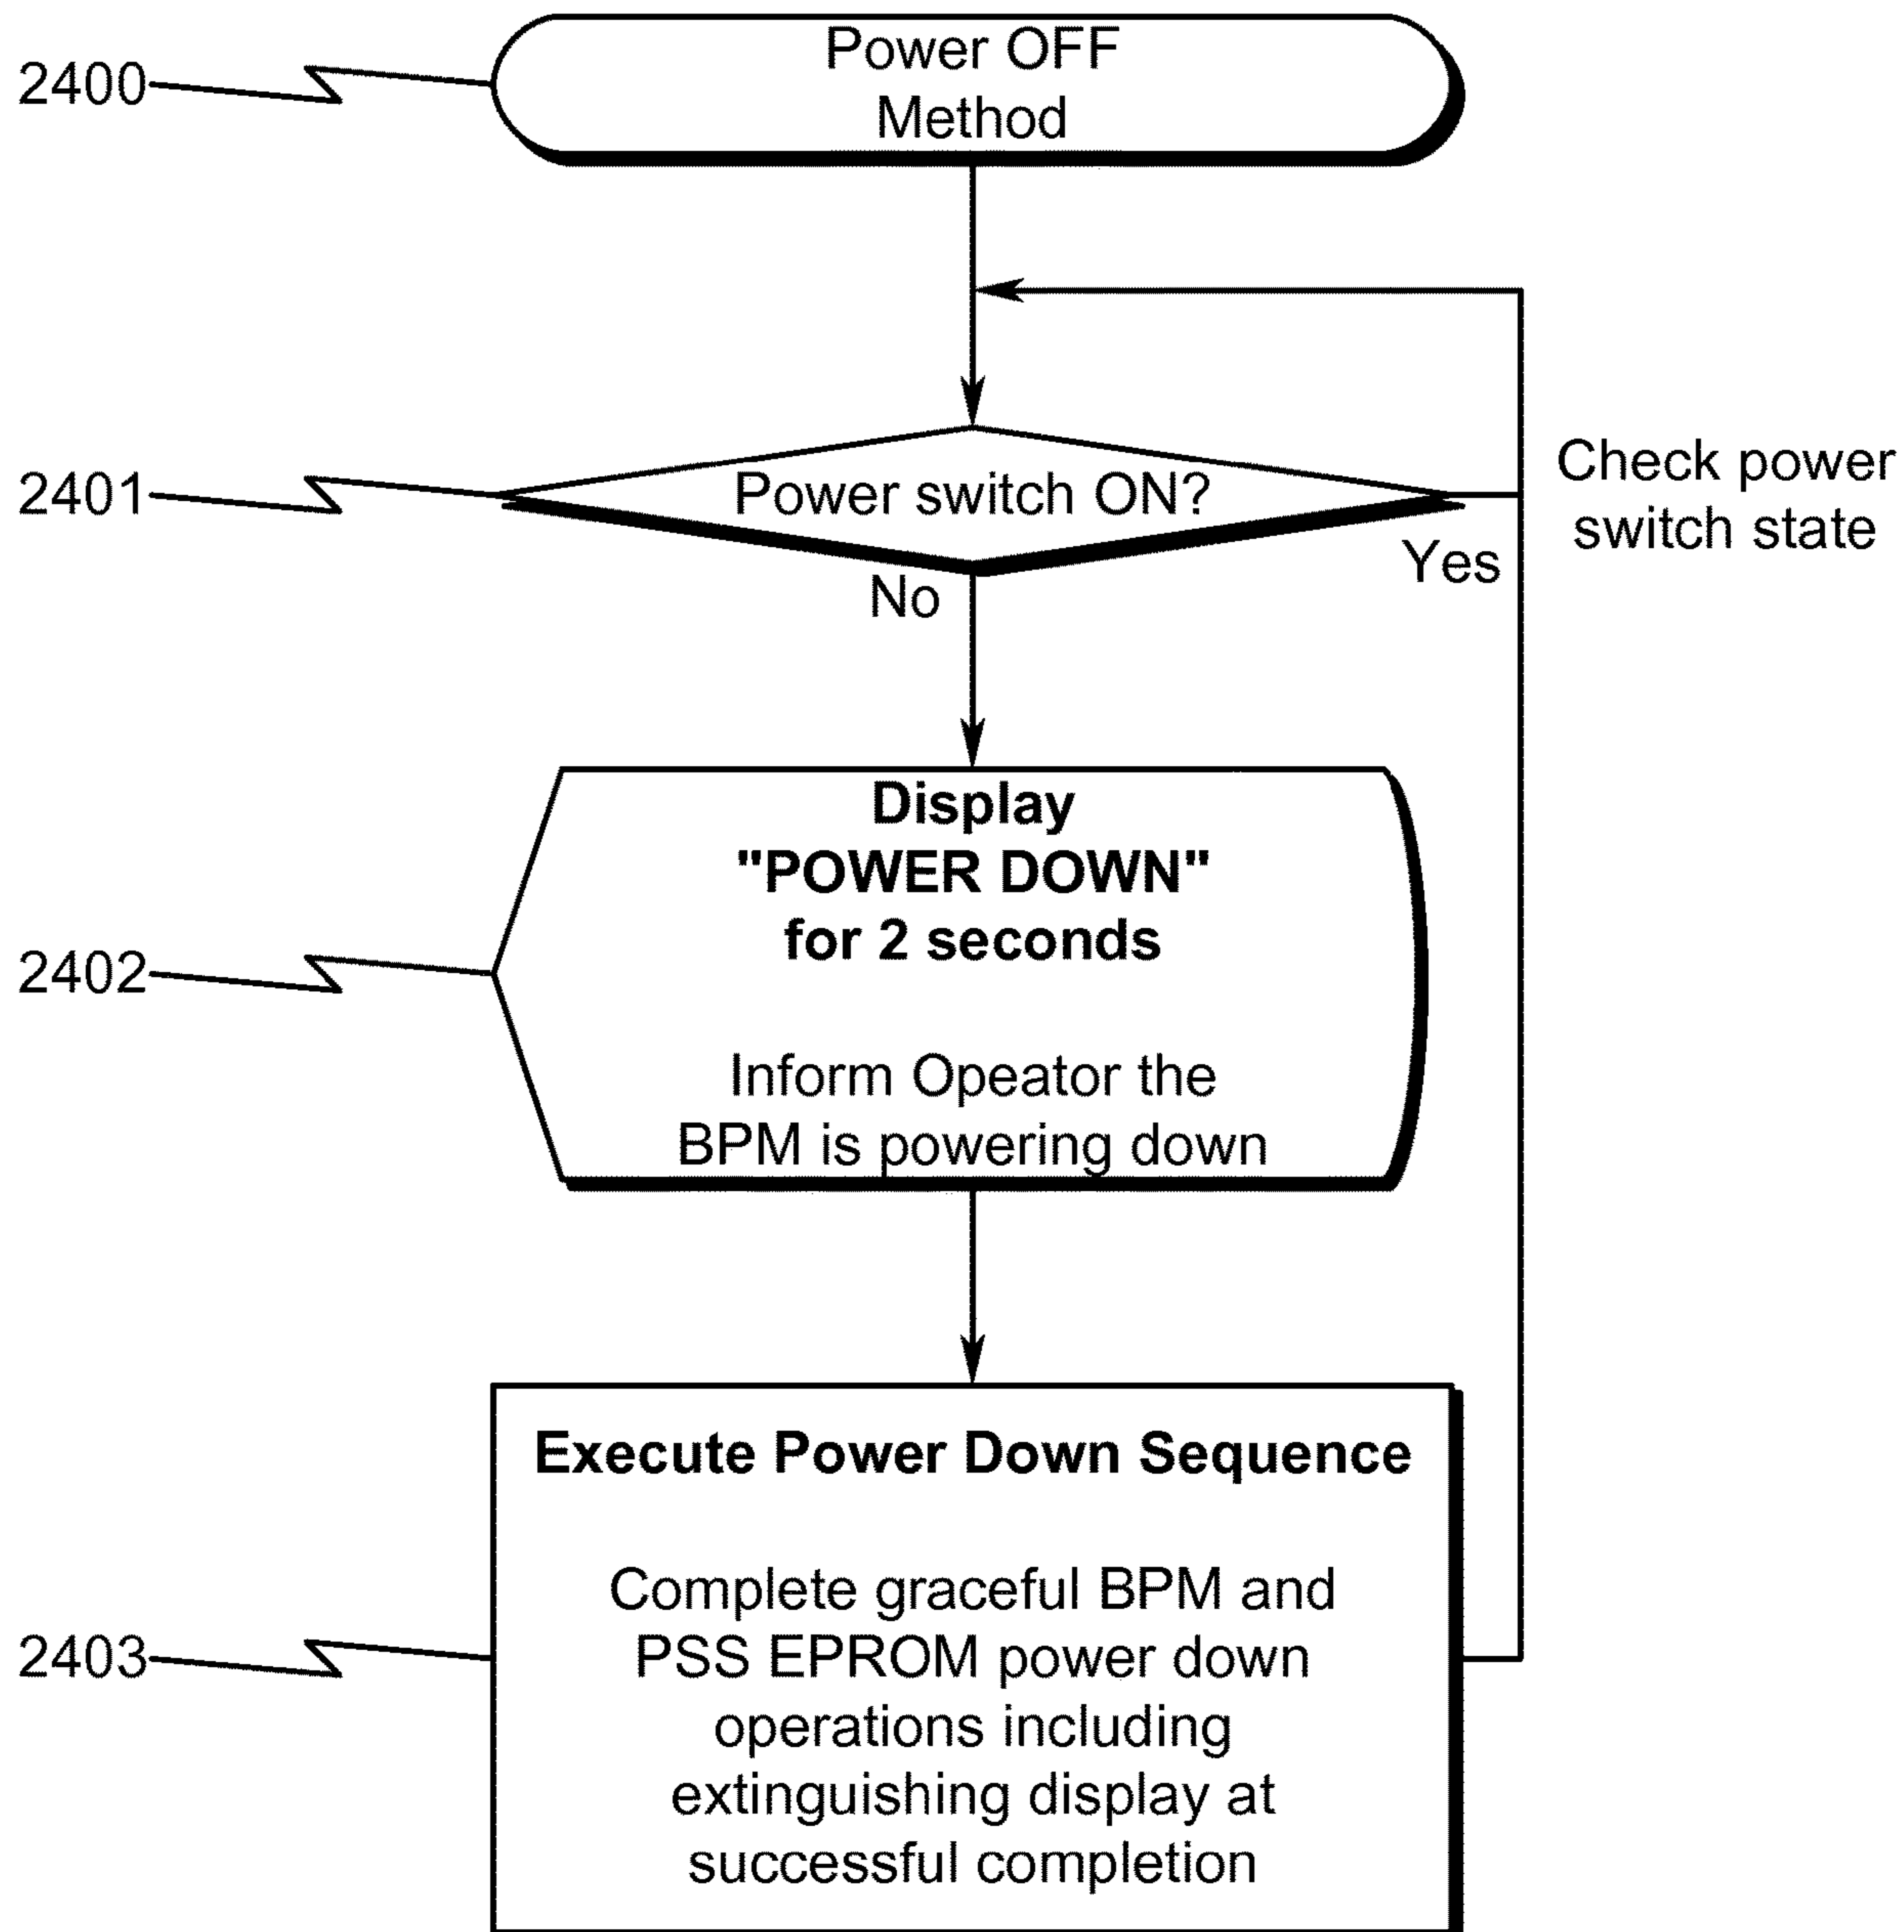 2400
Power OFF
Method
2401
Power switch ON?
Yes
No
Check power
switch state
2402
Display
"POWER DOWN"
for 2 seconds
Inform Opeator the
BPM is powering down
2403
Execute Power Down Sequence
Complete graceful BPM and
PSS EPROM power down
operations including
extinguishing display at
successful completion